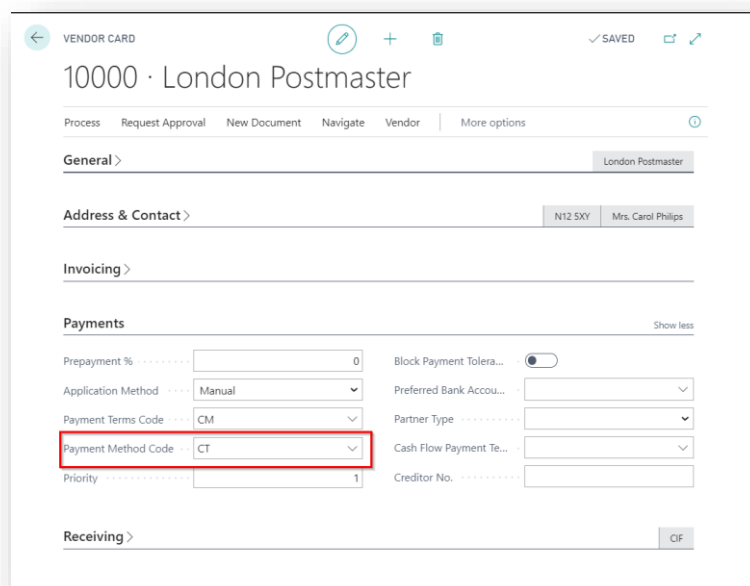 VENDOR CARD
SAVED
10000 · London Postmaster
Process Request Approval New Document Navigate Vendor More options
General
London Postmaster
Address & Contact
N12 5XY Mrs. Carol Philips
Invoicing
Payments
Show less
Prepayment % 0 Block Payment Tolera...
Application Method Manual Preferred Bank Accou...
Payment Terms Code CM Partner Type
Payment Method Code CT Cash Flow Payment Te...
Priority 1 Creditor No.
Receiving
CIF